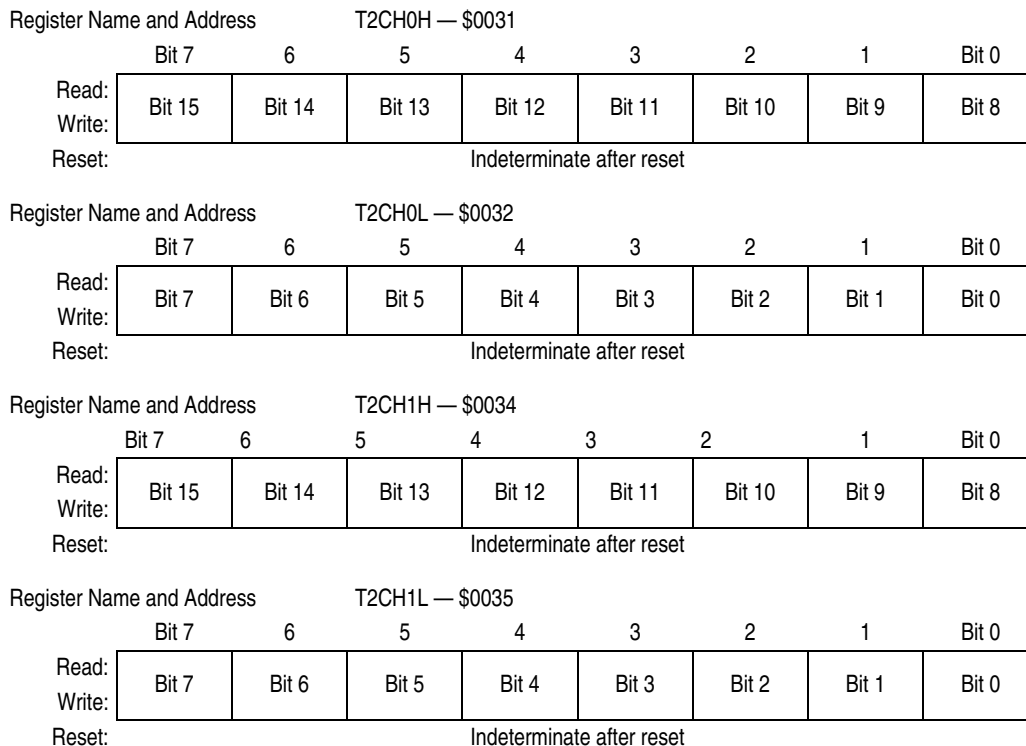 Register Name and Address T2CH0H — $0031
Bit 7 6 5 4 3 2 1 Bit 0
Read:
Bit 15 Bit 14 Bit 13 Bit 12 Bit 11 Bit 10 Bit 9 Bit 8
Write:
Reset: Indeterminate after reset
Register Name and Address T2CH0L — $0032
Bit 7 6 5 4 3 2 1 Bit 0
Read:
Bit 7 Bit 6 Bit 5 Bit 4 Bit 3 Bit 2 Bit 1 Bit 0
Write:
Reset: Indeterminate after reset
Register Name and Address T2CH1H — $0034
Bit 7 6 5 4 3 2 1 Bit 0
Read:
Bit 15 Bit 14 Bit 13 Bit 12 Bit 11 Bit 10 Bit 9 Bit 8
Write:
Reset: Indeterminate after reset
Register Name and Address T2CH1L — $0035
Bit 7 6 5 4 3 2 1 Bit 0
Read:
Bit 7 Bit 6 Bit 5 Bit 4 Bit 3 Bit 2 Bit 1 Bit 0
Write:
Reset: Indeterminate after reset